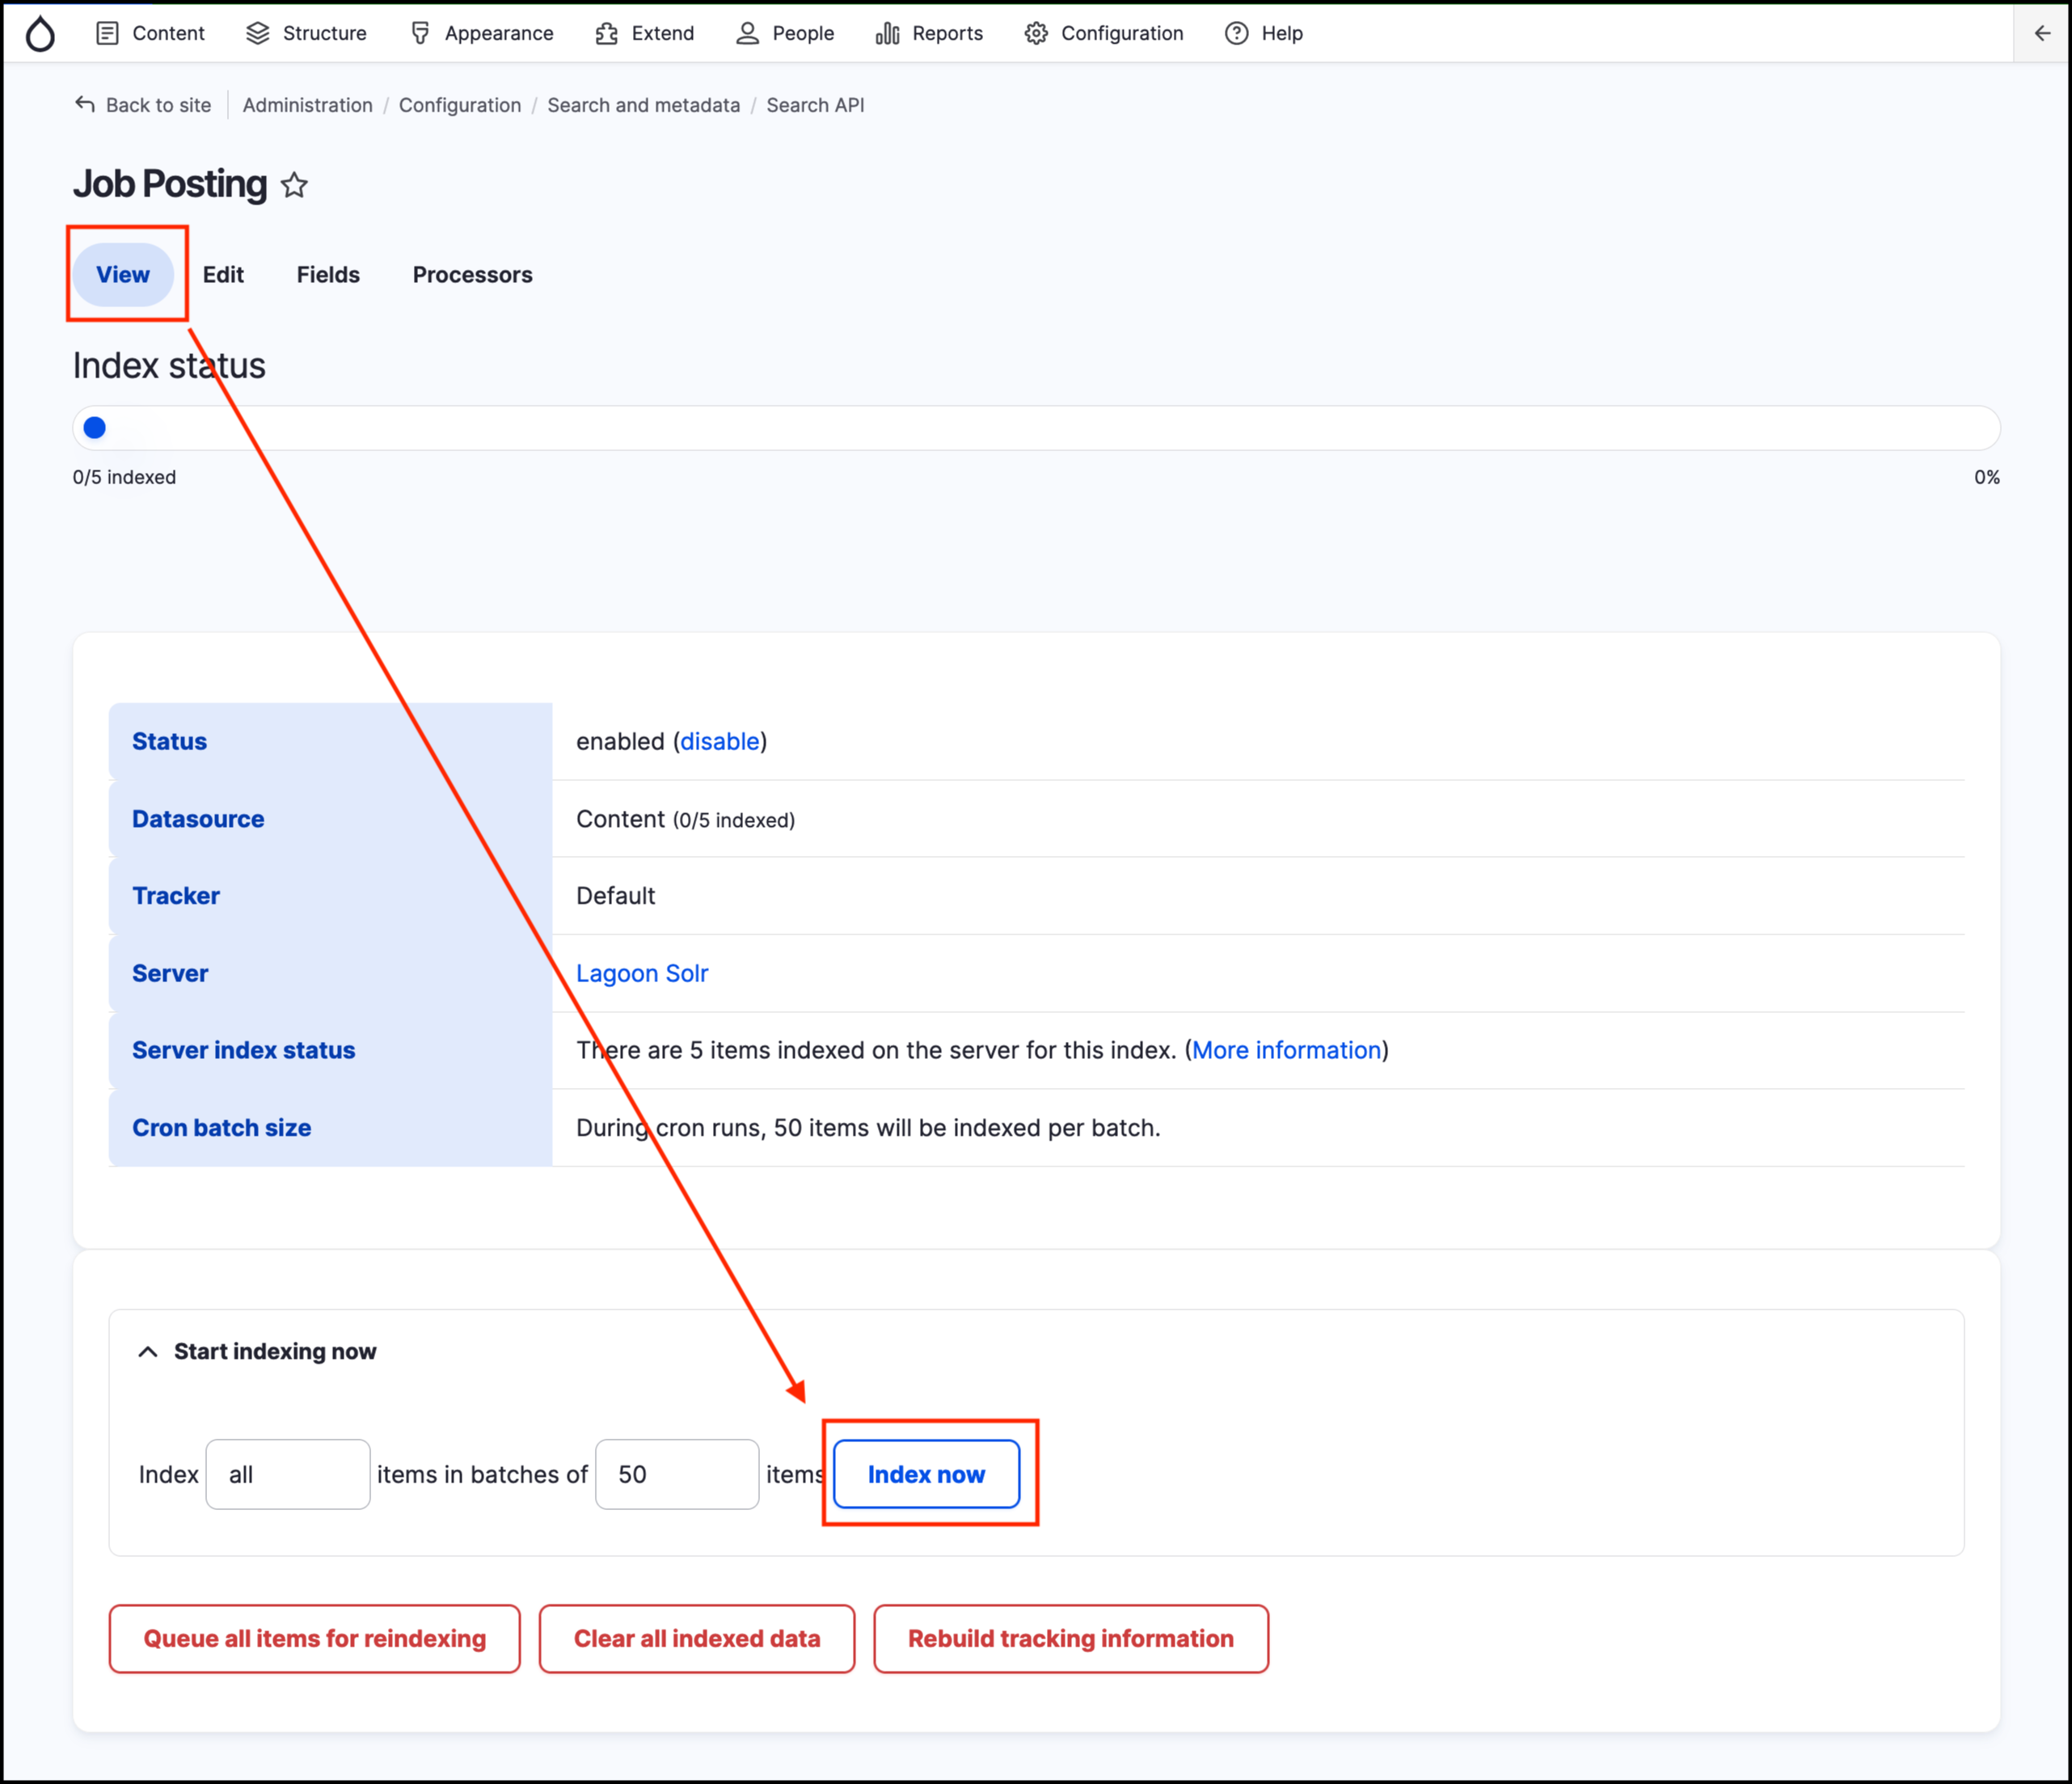 Content Structure Appearance Extend People Reports Configuration Help
Back to site Administration / Configuration / Search and metadata / Search API
Job Posting
View Edit Fields Processors
Index status
0/5 indexed 0%
Status enabled (disable)
Datasource Content (0/5 indexed)
Tracker Default
Server Lagoon Solr
Server index status There are 5 items indexed on the server for this index. (More information)
Cron batch size During cron runs, 50 items will be indexed per batch.
Start indexing now
Index all items in batches of 50 items Index now
Queue all items for reindexing Clear all indexed data Rebuild tracking information